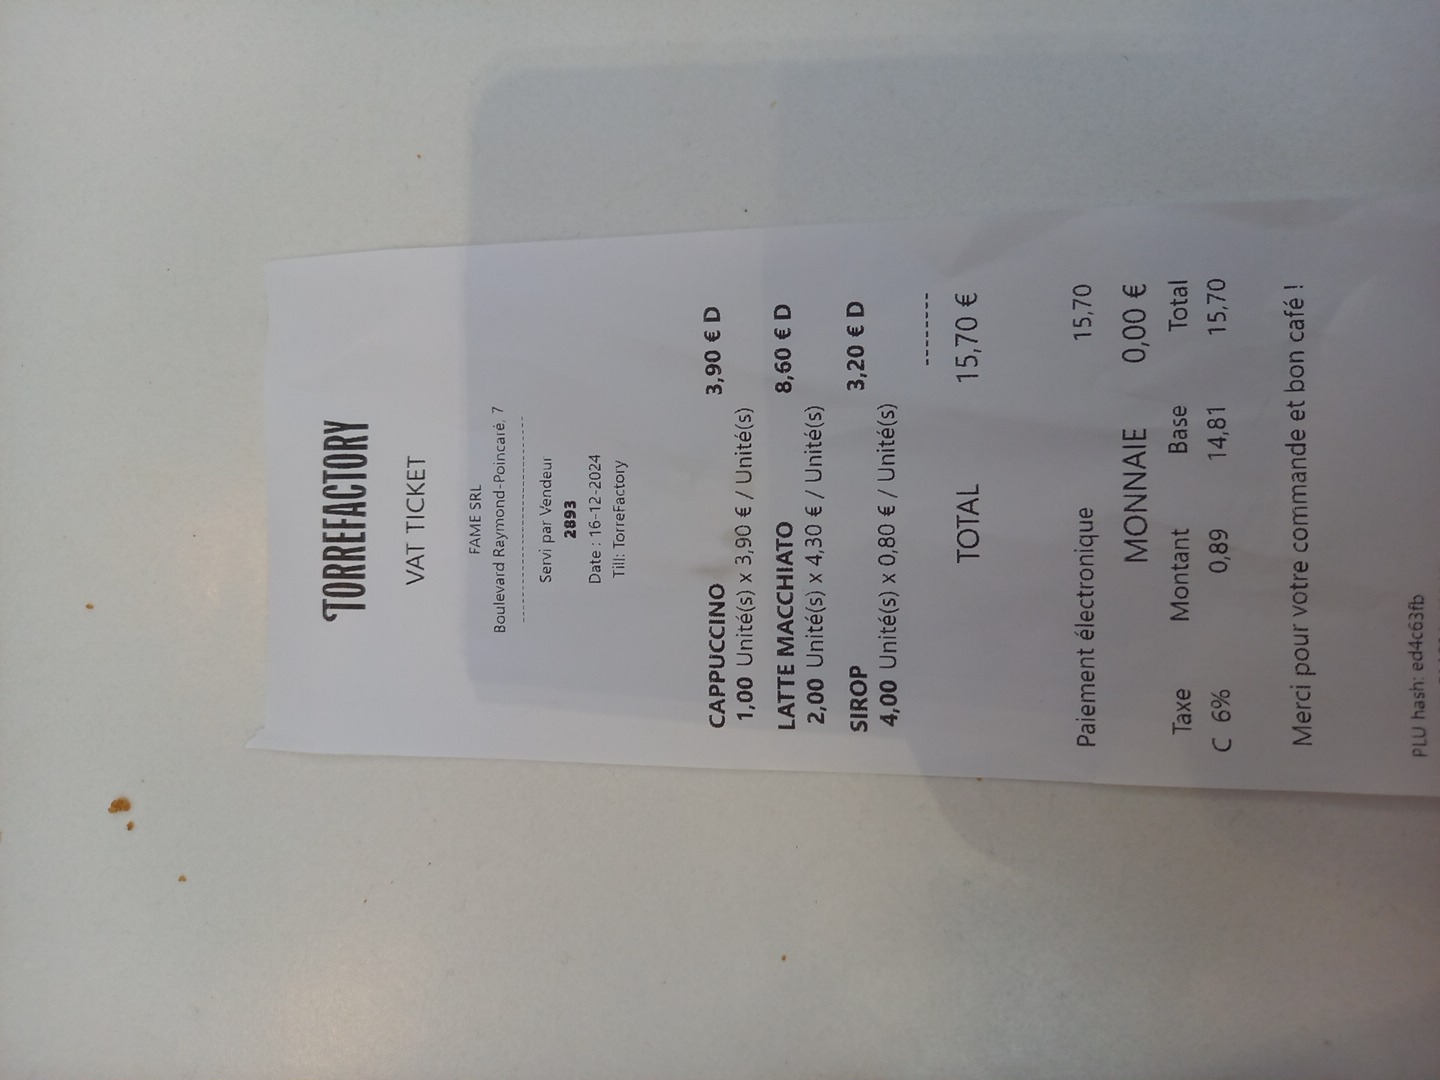 TORREFACTORY
VAT TICKET
FAME SRL
Boulevard Raymond-Poincaré, 7
Servi par Vendeur
2893
Date : 16-12-2024
Till: TorreFactory
CAPPUCCINO 3,90 € D
1,00 Unité(s) x 3,90 € / Unité(s)
LATTE MACCHIATO 8,60 € D
2,00 Unité(s) x 4,30 € / Unité(s)
SIROP 3,20 € D
4,00 Unité(s) x 0,80 € / Unité(s)
--------
TOTAL 15,70 €
Paiement électronique 15,70
MONNAIE 0,00 €
Taxe Montant Base Total
C 6% 0,89 14,81 15,70
Merci pour votre commande et bon café !
PLU hash: ed4c63fb